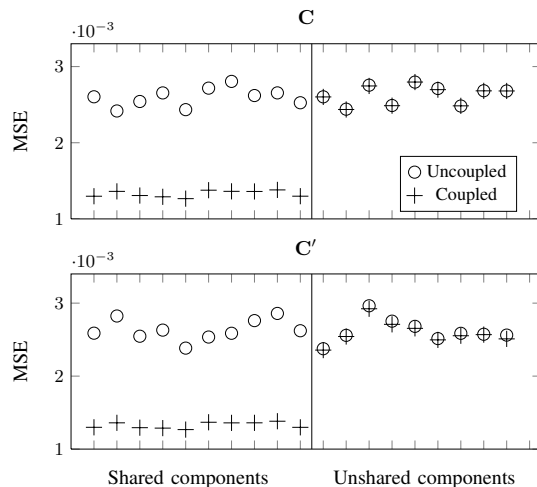 C
·10⁻³
3
2
1
MSE
Uncoupled
Coupled
C′
·10⁻³
3
2
1
MSE
Shared components
Unshared components